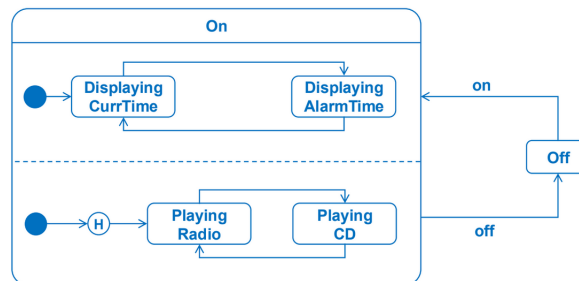 On
Displaying
CurrTime
Displaying
AlarmTime
on
Off
H
Playing
Radio
Playing
CD
off